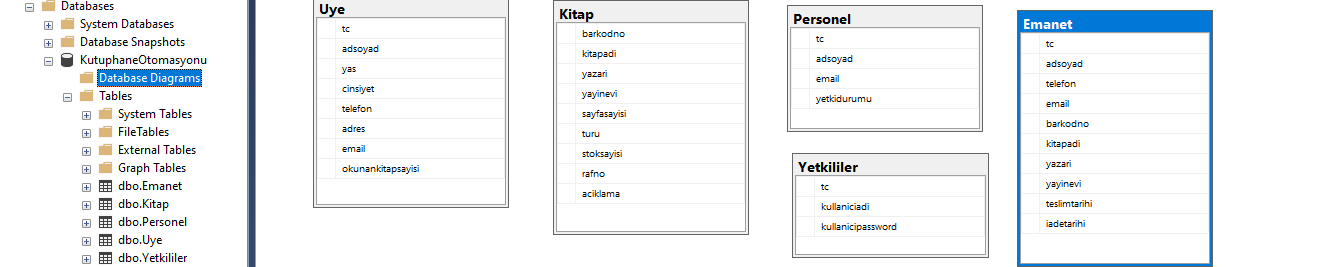 Databases
System Databases
Database Snapshots
KutuphaneOtomasyonu
Database Diagrams
Tables
System Tables
FileTables
External Tables
Graph Tables
dbo.Emanet
dbo.Kitap
dbo.Personel
dbo.Uye
dbo.Yetkililer
Uye
tc
adsoyad
yas
cinsiyet
telefon
adres
email
okunankitapsayisi
Kitap
barkodno
kitapadi
yazari
yayinevi
sayfasayisi
turu
stoksayisi
rafno
aciklama
Personel
tc
adsoyad
email
yetkidurumu
Yetkililer
tc
kullaniciadi
kullanicipassword
Emanet
tc
adsoyad
telefon
email
barkodno
kitapadi
yazari
yayinevi
teslimtarihi
iadetarihi